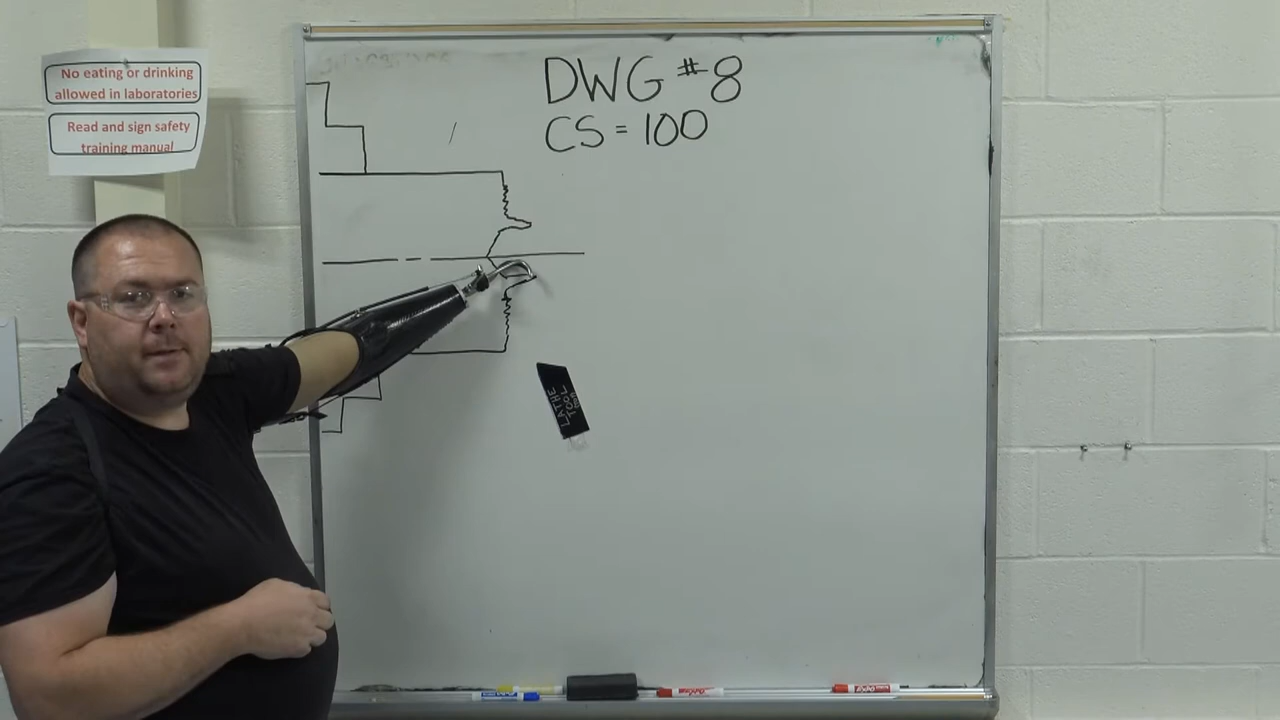 No eating or drinking
allowed in laboratories
Read and sign safety
training manual
DWG #8
CS = 100
LATHE
TOOL